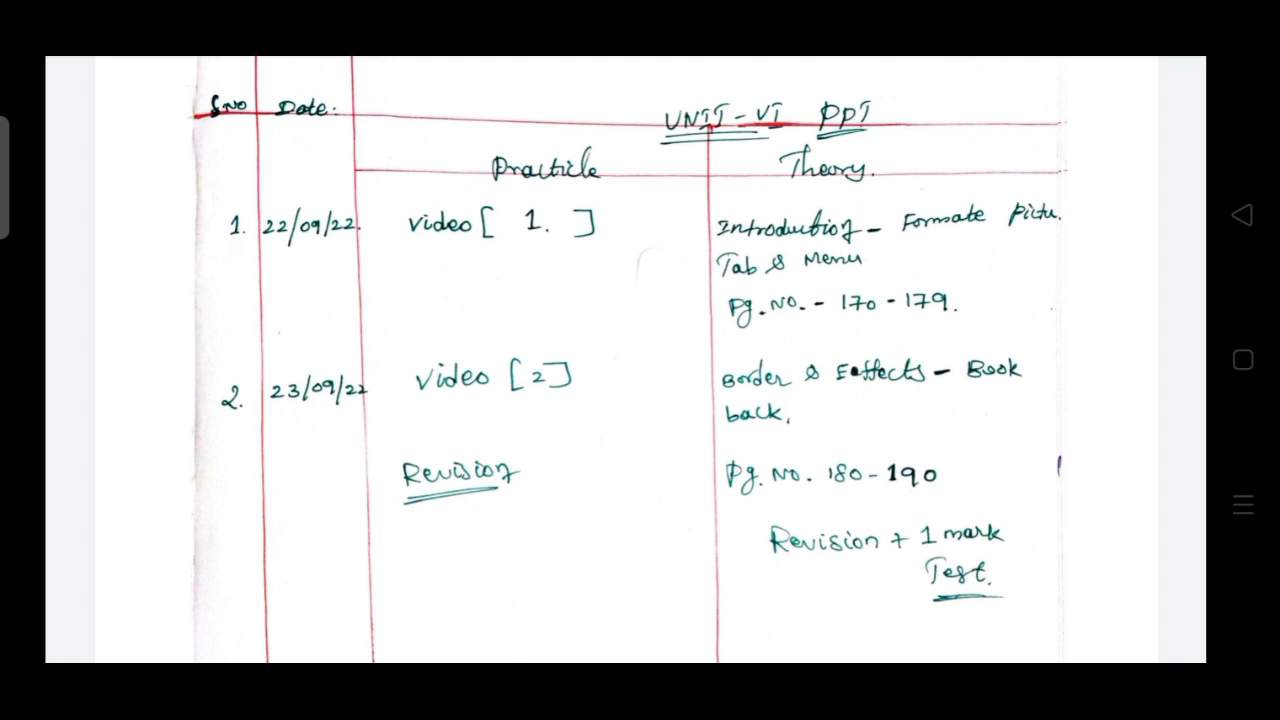 S.No Date. UNIT - VI PPT
Practicle Theory.
1. 22/09/22. Video [ 1. ] Introduction - Formate Pictu.
Tab & Menu
Pg. No. - 170 - 179.
2. 23/09/22 Video [2] Border & Eeffects - Book
back.
Revision Pg. No. 180 - 190
Revision + 1 mark
Test.